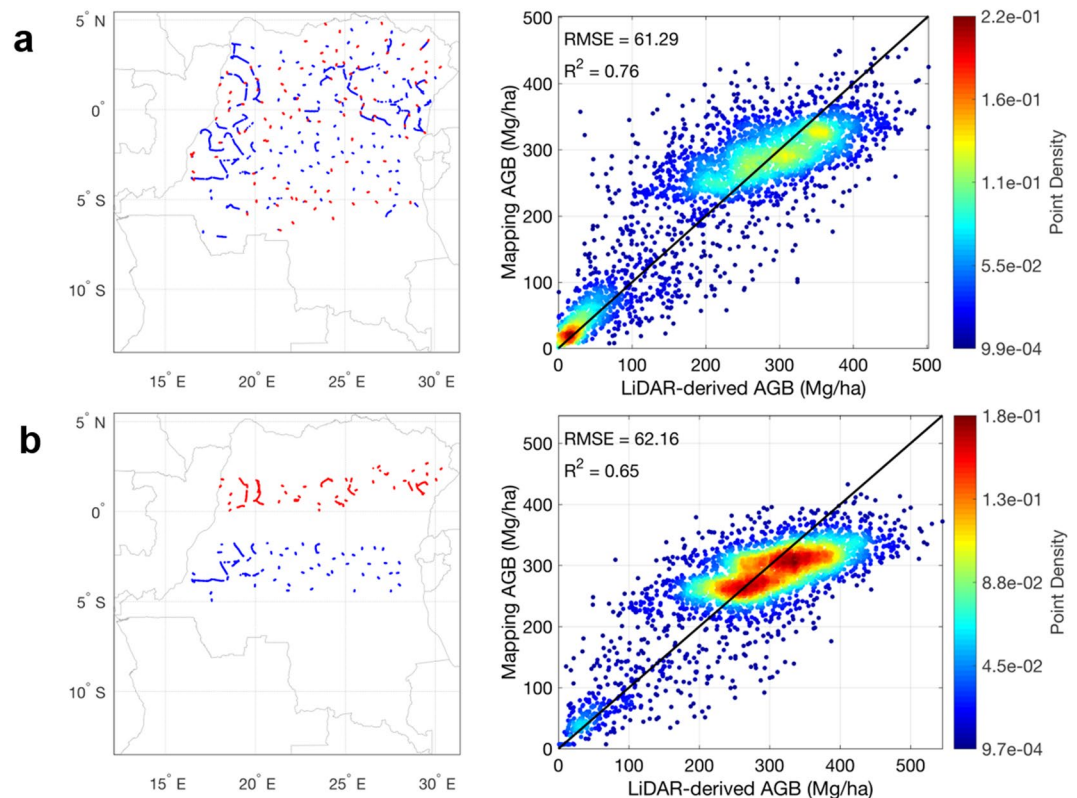 a
5° N
0°
5° S
10° S
15° E
20° E
25° E
30° E
RMSE = 61.29
R² = 0.76
Mapping AGB (Mg/ha)
500
400
300
200
100
0
0
100
200
300
400
500
LiDAR-derived AGB (Mg/ha)
2.2e-01
1.6e-01
1.1e-01
5.5e-02
9.9e-04
Point Density
b
5° N
0°
5° S
10° S
15° E
20° E
25° E
30° E
RMSE = 62.16
R² = 0.65
Mapping AGB (Mg/ha)
500
400
300
200
100
0
0
100
200
300
400
500
LiDAR-derived AGB (Mg/ha)
1.8e-01
1.3e-01
8.8e-02
4.5e-02
9.7e-04
Point Density